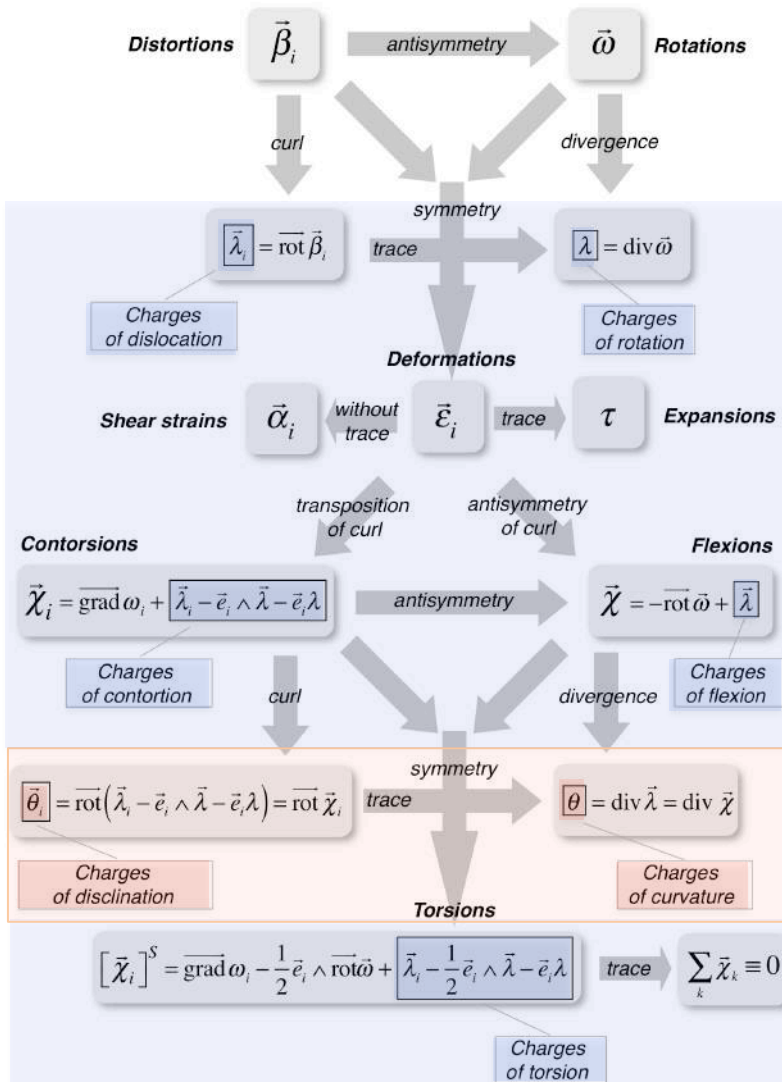 Distortions β⃗ᵢ antisymmetry ω⃗ Rotations
curl divergence
symmetry
λ⃗ᵢ = rot⃗ β⃗ᵢ trace λ = div ω⃗
Charges
of dislocation
Charges
of rotation
Deformations
Shear strains α⃗ᵢ without
trace
ε⃗ᵢ trace τ Expansions
transposition
of curl
antisymmetry
of curl
Contorsions Flexions
χ⃗ᵢ = grad⃗ ωᵢ + λ⃗ᵢ − e⃗ᵢ ∧ λ⃗ − e⃗ᵢλ antisymmetry χ⃗ = −rot⃗ ω⃗ + λ⃗
Charges
of contortion
Charges
of flexion
curl divergence
symmetry
θ⃗ᵢ = rot⃗(λ⃗ᵢ − e⃗ᵢ ∧ λ⃗ − e⃗ᵢλ) = rot⃗ χ⃗ᵢ trace θ = div λ⃗ = div χ⃗
Charges
of disclination
Charges
of curvature
Torsions
[χ⃗ᵢ]ˢ = grad⃗ ωᵢ − 1/2 e⃗ᵢ ∧ rot⃗ω⃗ + λ⃗ᵢ − 1/2 e⃗ᵢ ∧ λ⃗ − e⃗ᵢλ trace ∑ₖ χ⃗ₖ ≡ 0
Charges
of torsion